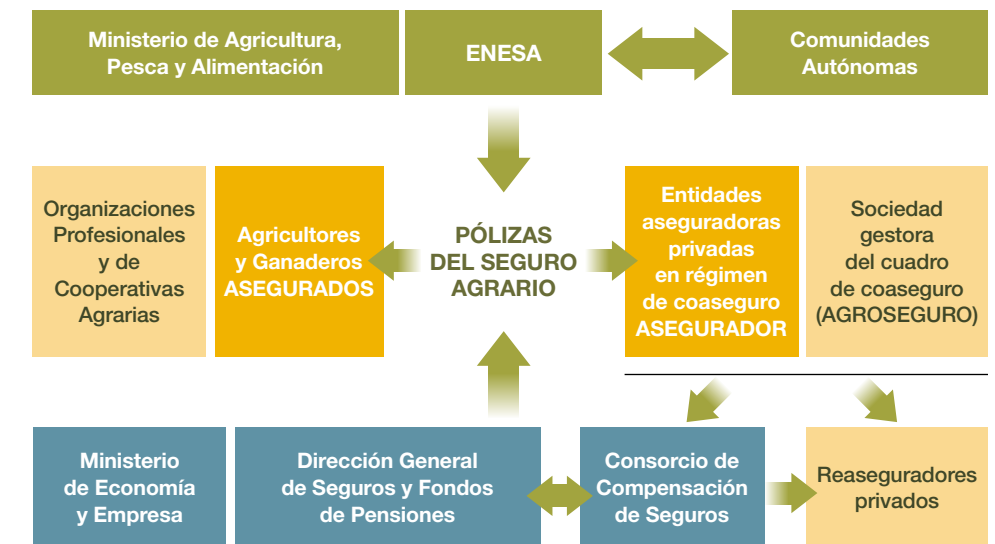 Ministerio de Agricultura,
Pesca y Alimentación
ENESA
Comunidades
Autónomas
Organizaciones
Profesionales
y de
Cooperativas
Agrarias
Agricultores
y Ganaderos
ASEGURADOS
PÓLIZAS
DEL SEGURO
AGRARIO
Entidades
aseguradoras
privadas
en régimen
de coaseguro
ASEGURADOR
Sociedad
gestora
del cuadro
de coaseguro
(AGROSEGURO)
Ministerio
de Economía
y Empresa
Dirección General
de Seguros y Fondos
de Pensiones
Consorcio de
Compensación
de Seguros
Reaseguradores
privados